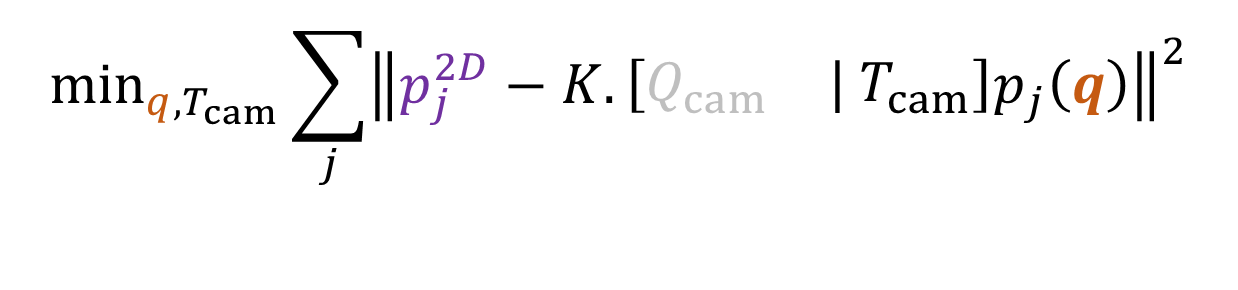 min_{q,T_cam} ∑_j ‖p_j^{2D} − K.[Q_cam | T_cam]p_j(q)‖²